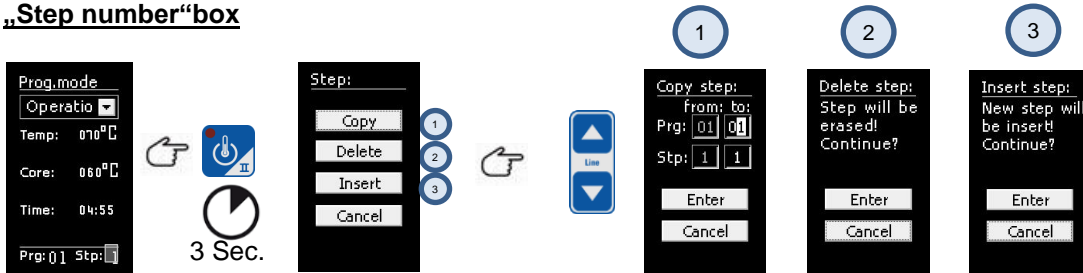 „Step number“box
Prog.mode
Operatio
Temp: 070°C
Core: 060°C
Time: 04:55
Prg: 01 Stp: 1
II
3 Sec.
Step:
Copy
Delete
Insert
Cancel
1
2
3
Line
1
Copy step:
from: to:
Prg: 01 01
Stp: 1 1
Enter
Cancel
2
Delete step:
Step will be
erased!
Continue?
Enter
Cancel
3
Insert step:
New step will
be insert!
Continue?
Enter
Cancel